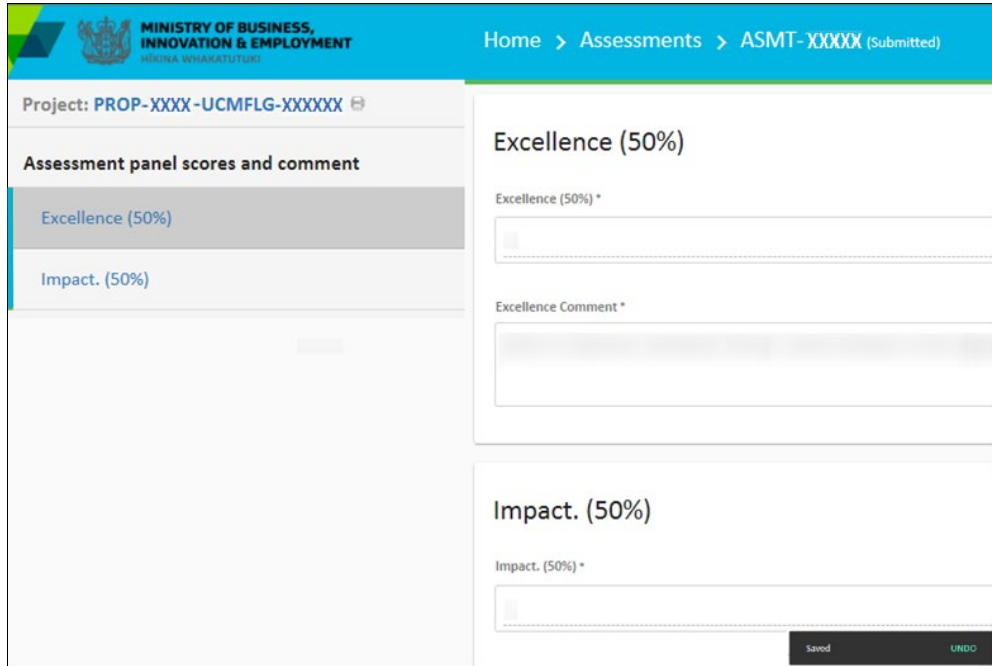 MINISTRY OF BUSINESS,
INNOVATION & EMPLOYMENT
HĪKINA WHAKATUTUKI
Home > Assessments > ASMT-XXXXX (Submitted)
Project: PROP-XXXX-UCMFLG-XXXXXX
Assessment panel scores and comment
Excellence (50%)
Impact. (50%)
Excellence (50%)
Excellence (50%) *
Excellence Comment *
Impact. (50%)
Impact. (50%) *
Saved UNDO